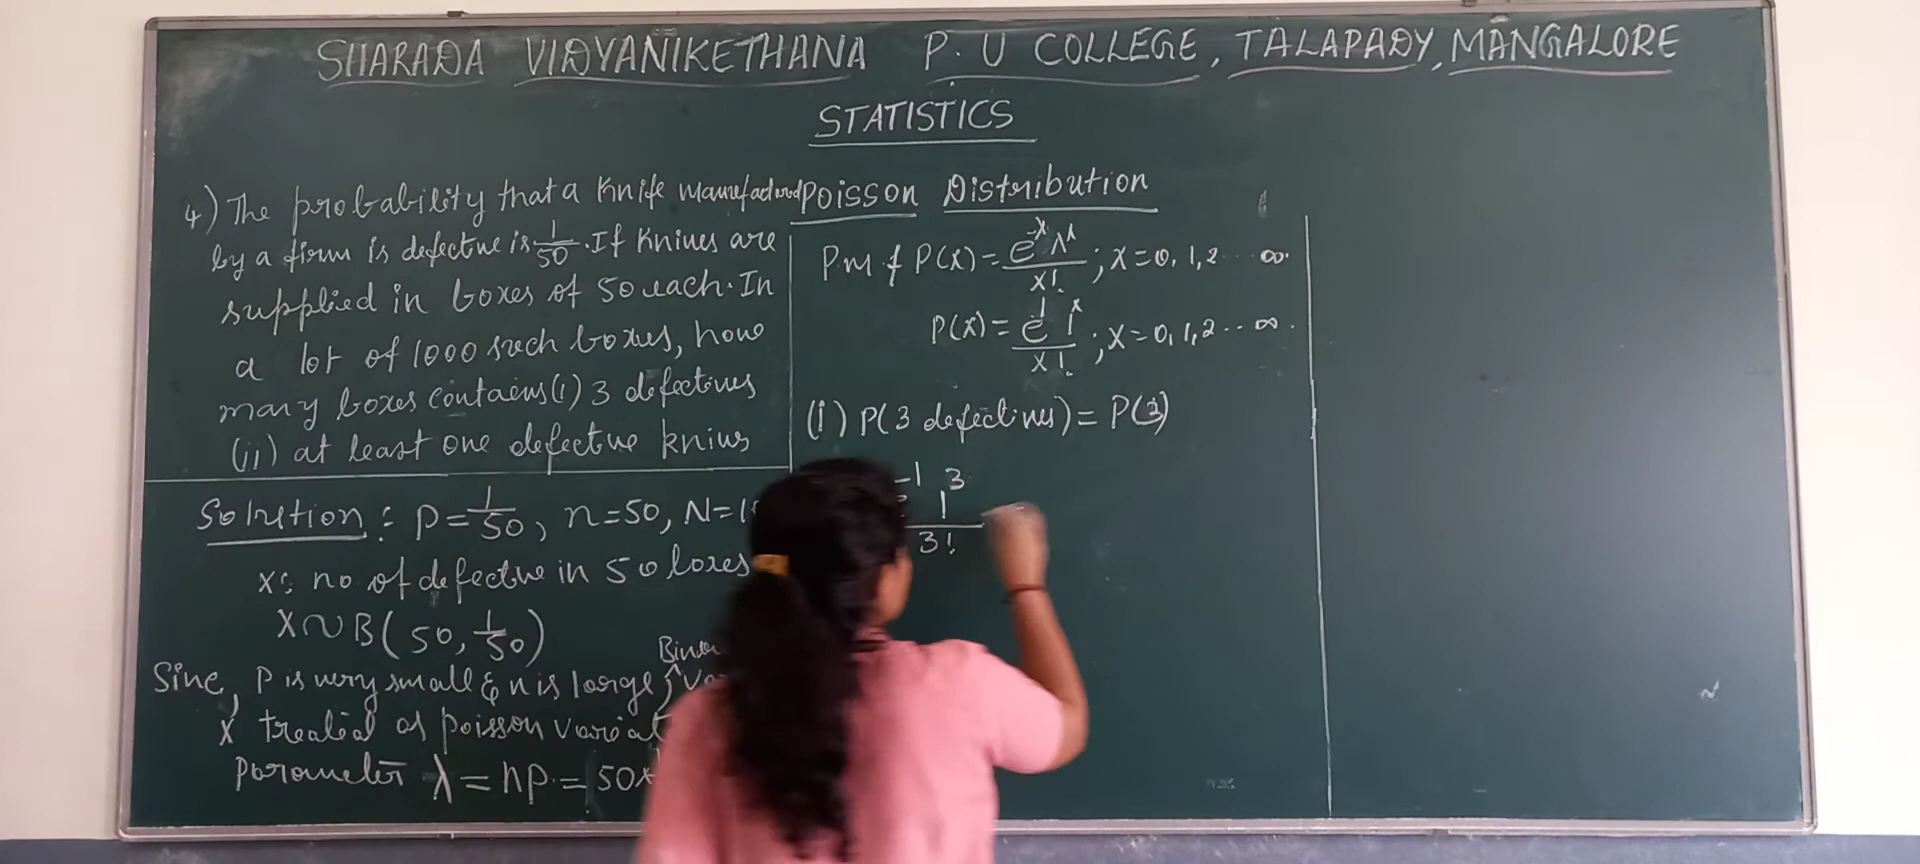 SHARADA VIDYANIKETHANA P.U COLLEGE, TALAPADY, MANGALORE
STATISTICS
4) The probability that a Knife manufactured
by a firm is defective is 1/50. If Knives are
supplied in boxes of 50 each. In
a lot of 1000 such boxes, how
many boxes contains (i) 3 defectives
(ii) at least one defective knives
Solution: P=1/50, n=50, N=1
x: no of defective in 50 boxes
X~B(50, 1/50)
Sine, P is very small & n is large,
X treated as poisson variat
Parameter λ = np = 50x
Poisson Distribution
Pmf P(x) = e^-λ λ^x / x! ; x=0, 1, 2 ... ∞.
P(x) = e^-1 1^x / x! ; x=0, 1, 2 ... ∞.
(i) P(3 defectives) = P(3)
-1 1^3 / 3!